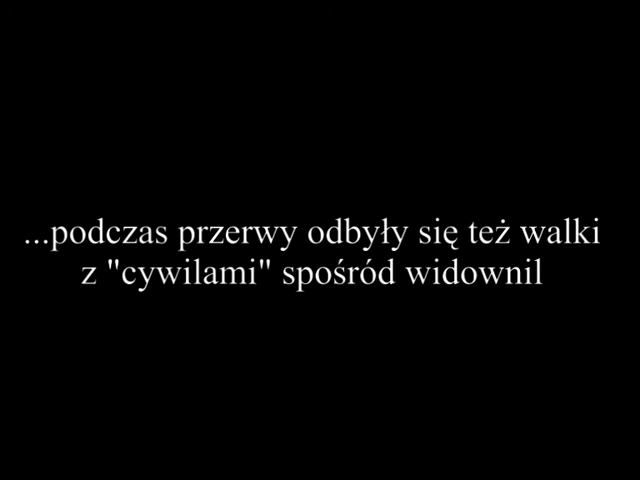 ...podczas przerwy odbyły się też walki
z "cywilami" spośród widownil